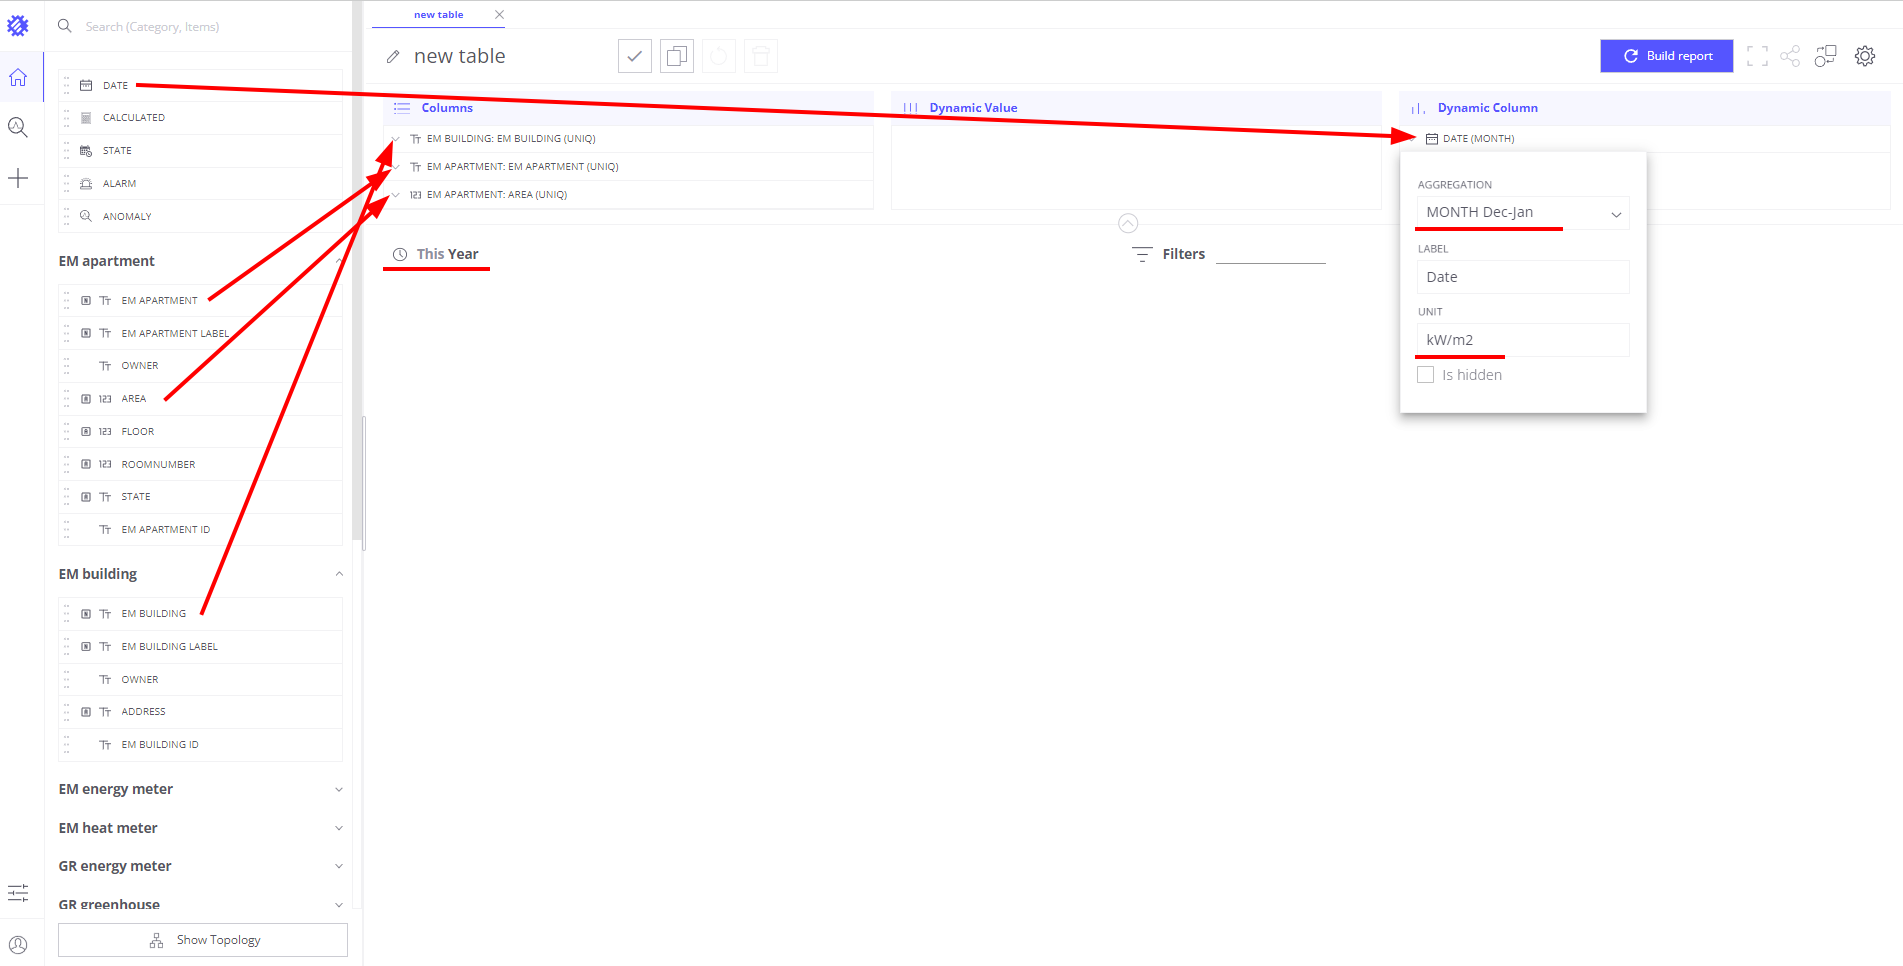 Search (Category, Items)
DATE
CALCULATED
STATE
ALARM
ANOMALY
EM apartment
EM APARTMENT
EM APARTMENT LABEL
OWNER
AREA
FLOOR
ROOMNUMBER
STATE
EM APARTMENT ID
EM building
EM BUILDING
EM BUILDING LABEL
OWNER
ADDRESS
EM BUILDING ID
EM energy meter
EM heat meter
GR energy meter
GR greenhouse
Show Topology
new table
new table
Build report
Columns
EM BUILDING: EM BUILDING (UNIQ)
EM APARTMENT: EM APARTMENT (UNIQ)
EM APARTMENT: AREA (UNIQ)
Dynamic Value
Dynamic Column
DATE (MONTH)
AGGREGATION
MONTH Dec-Jan
LABEL
Date
UNIT
kW/m2
Is hidden
This Year
Filters